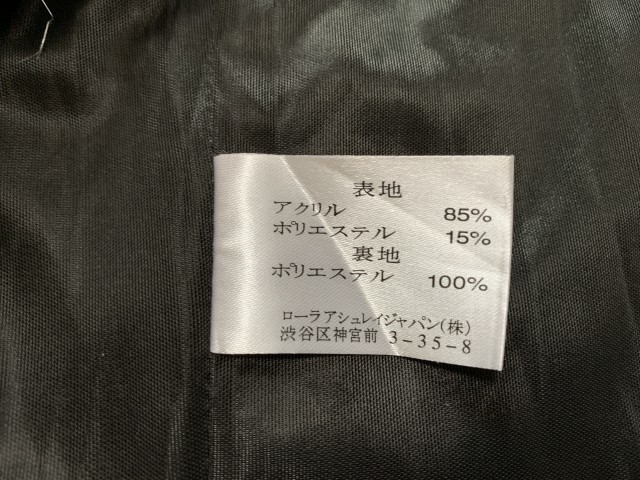 表地
アクリル 85%
ポリエステル 15%
裏地
ポリエステル 100%
ローラアシュレイジャパン(株)
渋谷区神宮前 3-35-8